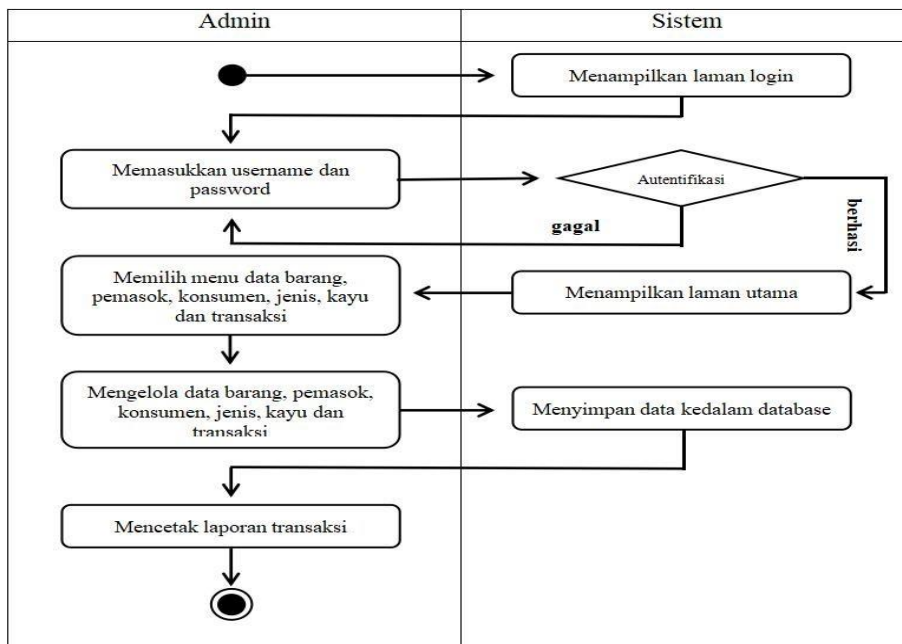 Admin
Sistem
Menampilkan laman login
Memasukkan username dan
password
Autentifikasi
gagal
berhasi
Memilih menu data barang,
pemasok, konsumen, jenis, kayu
dan transaksi
Menampilkan laman utama
Mengelola data barang, pemasok,
konsumen, jenis, kayu dan
transaksi
Menyimpan data kedalam database
Mencetak laporan transaksi